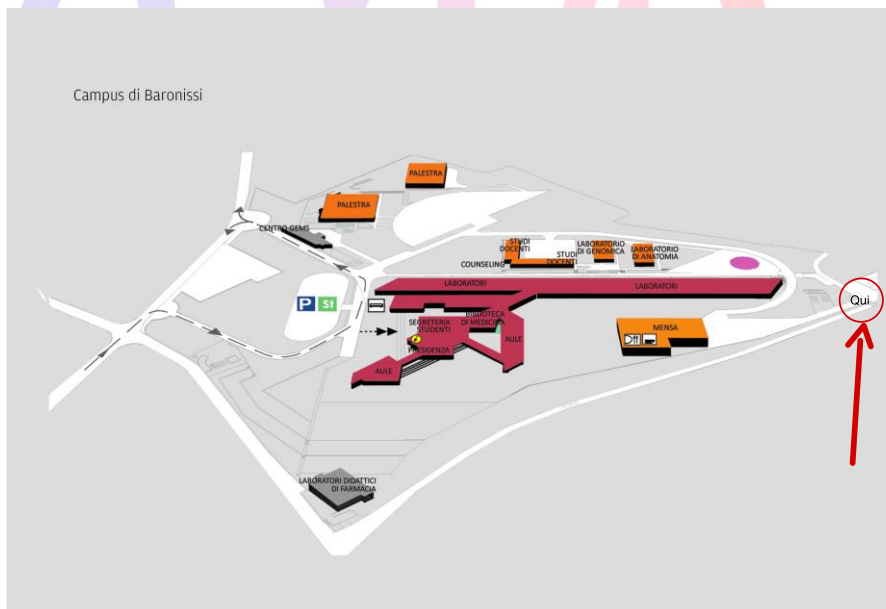 Campus di Baronissi
PALESTRA
PALESTRA
CENTRO GEMS
STUDI
DOCENTI
LABORATORIO
DI GENOMICA
LABORATORIO
DI ANATOMIA
STUDI
DOCENTI
COUNSELING
LABORATORI
LABORATORI
P
St
Qui
SEGRETERIA
STUDENTI
BIBLIOTECA
DI MEDICINA
MENSA
PRESIDENZA
AULE
AULE
LABORATORI DIDATTICI
DI FARMACIA